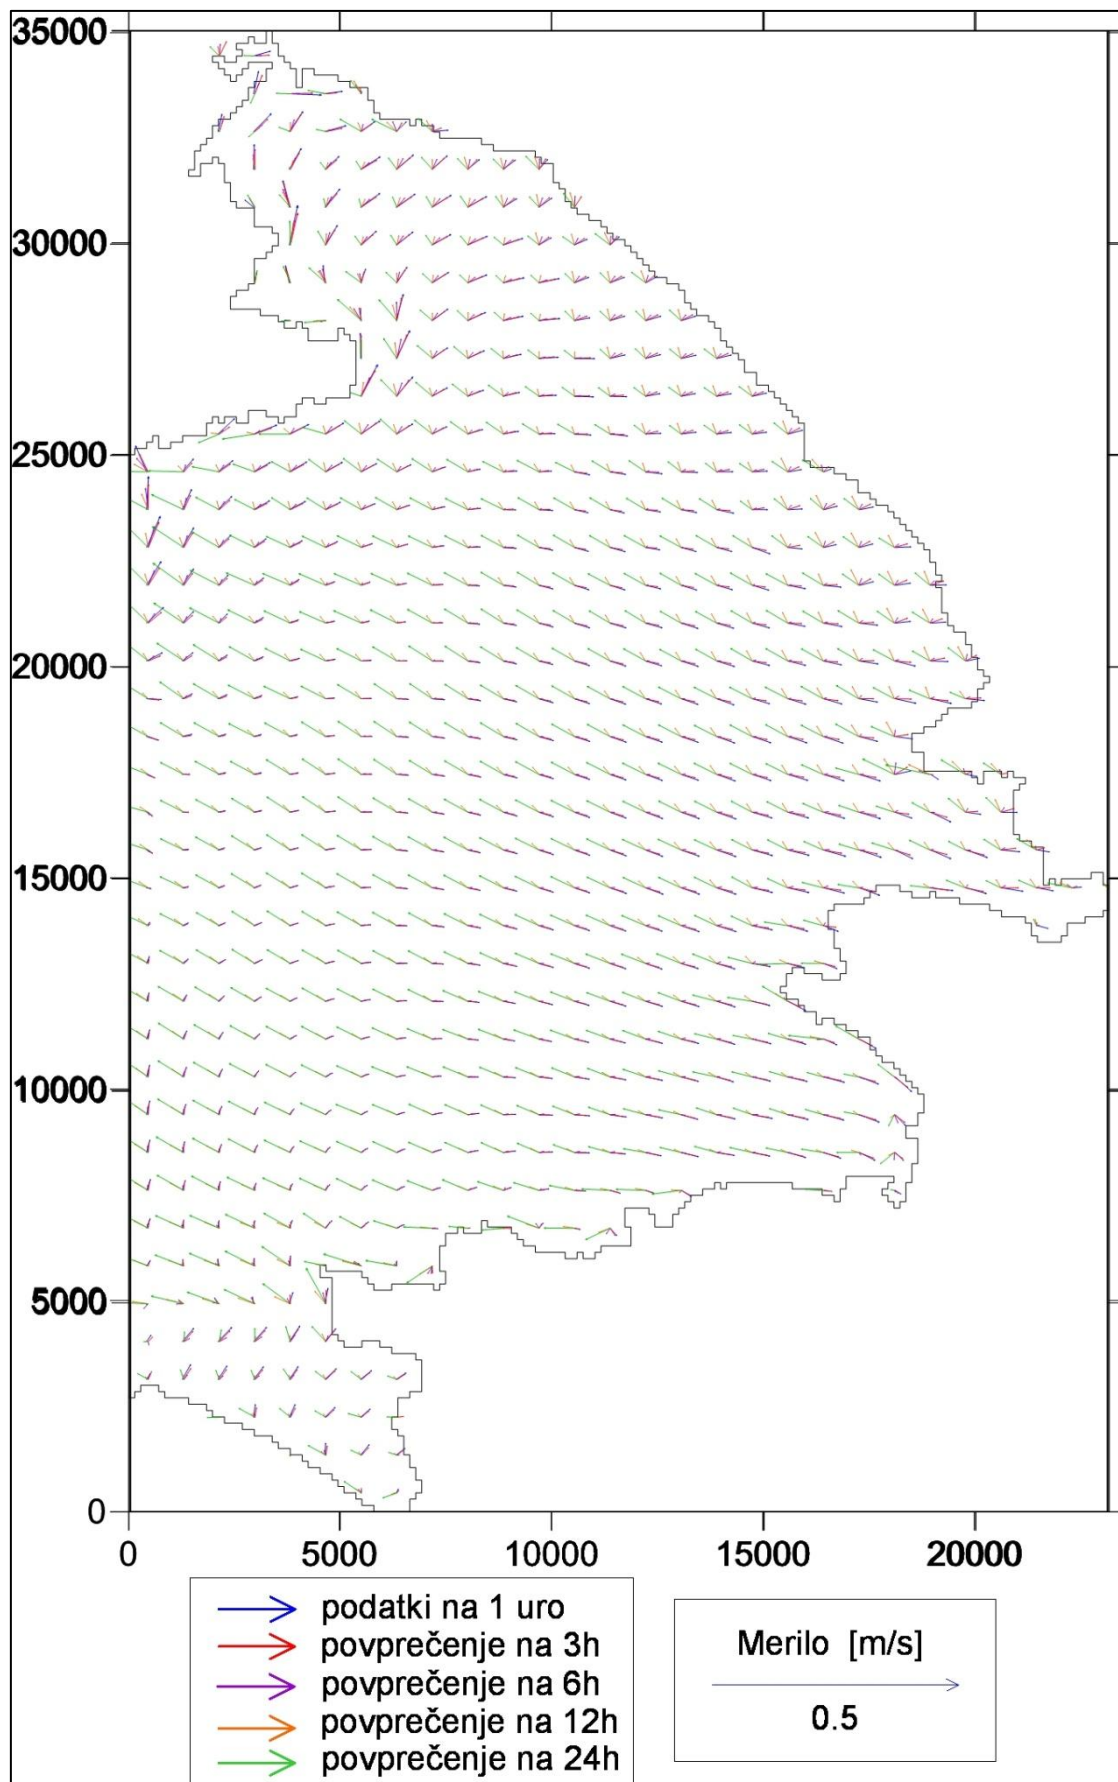 35000
30000
25000
20000
15000
10000
5000
0
0 5000 10000 15000 20000
podatki na 1 uro
povprečenje na 3h
povprečenje na 6h
povprečenje na 12h
povprečenje na 24h
Merilo [m/s]
0.5